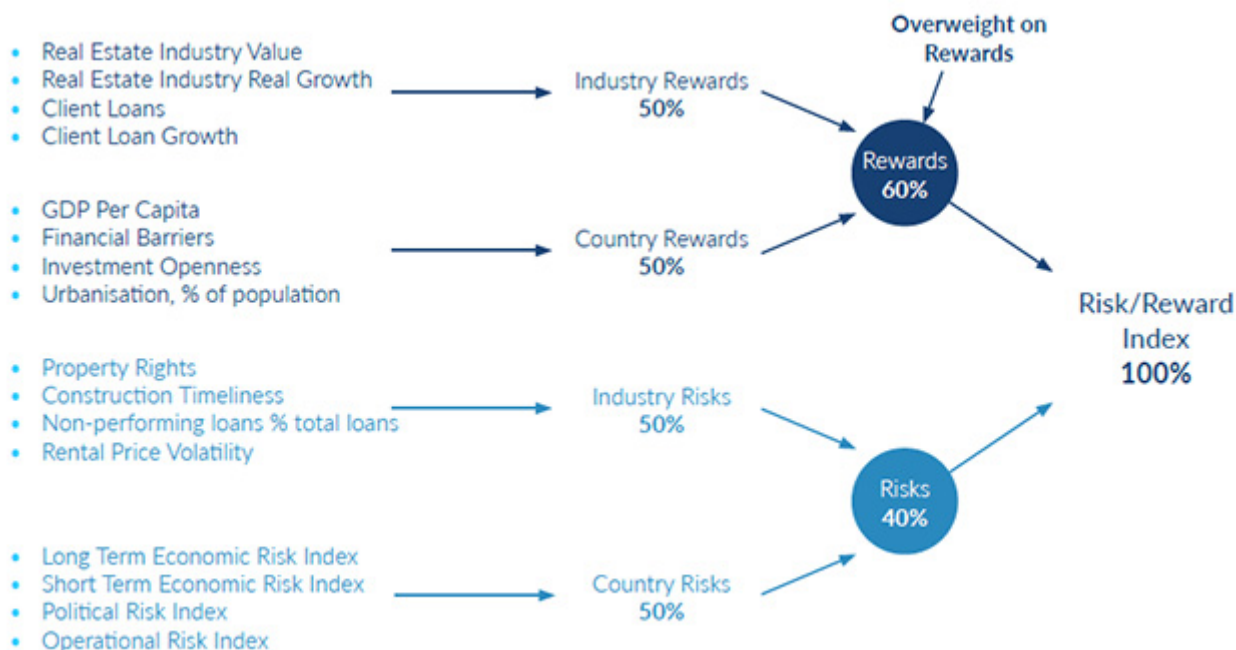 Overweight on
Rewards
Real Estate Industry Value
Real Estate Industry Real Growth
Client Loans
Client Loan Growth
Industry Rewards
50%
Rewards
60%
GDP Per Capita
Financial Barriers
Investment Openness
Urbanisation, % of population
Country Rewards
50%
Risk/Reward
Index
100%
Property Rights
Construction Timeliness
Non-performing loans % total loans
Rental Price Volatility
Industry Risks
50%
Risks
40%
Long Term Economic Risk Index
Short Term Economic Risk Index
Political Risk Index
Operational Risk Index
Country Risks
50%